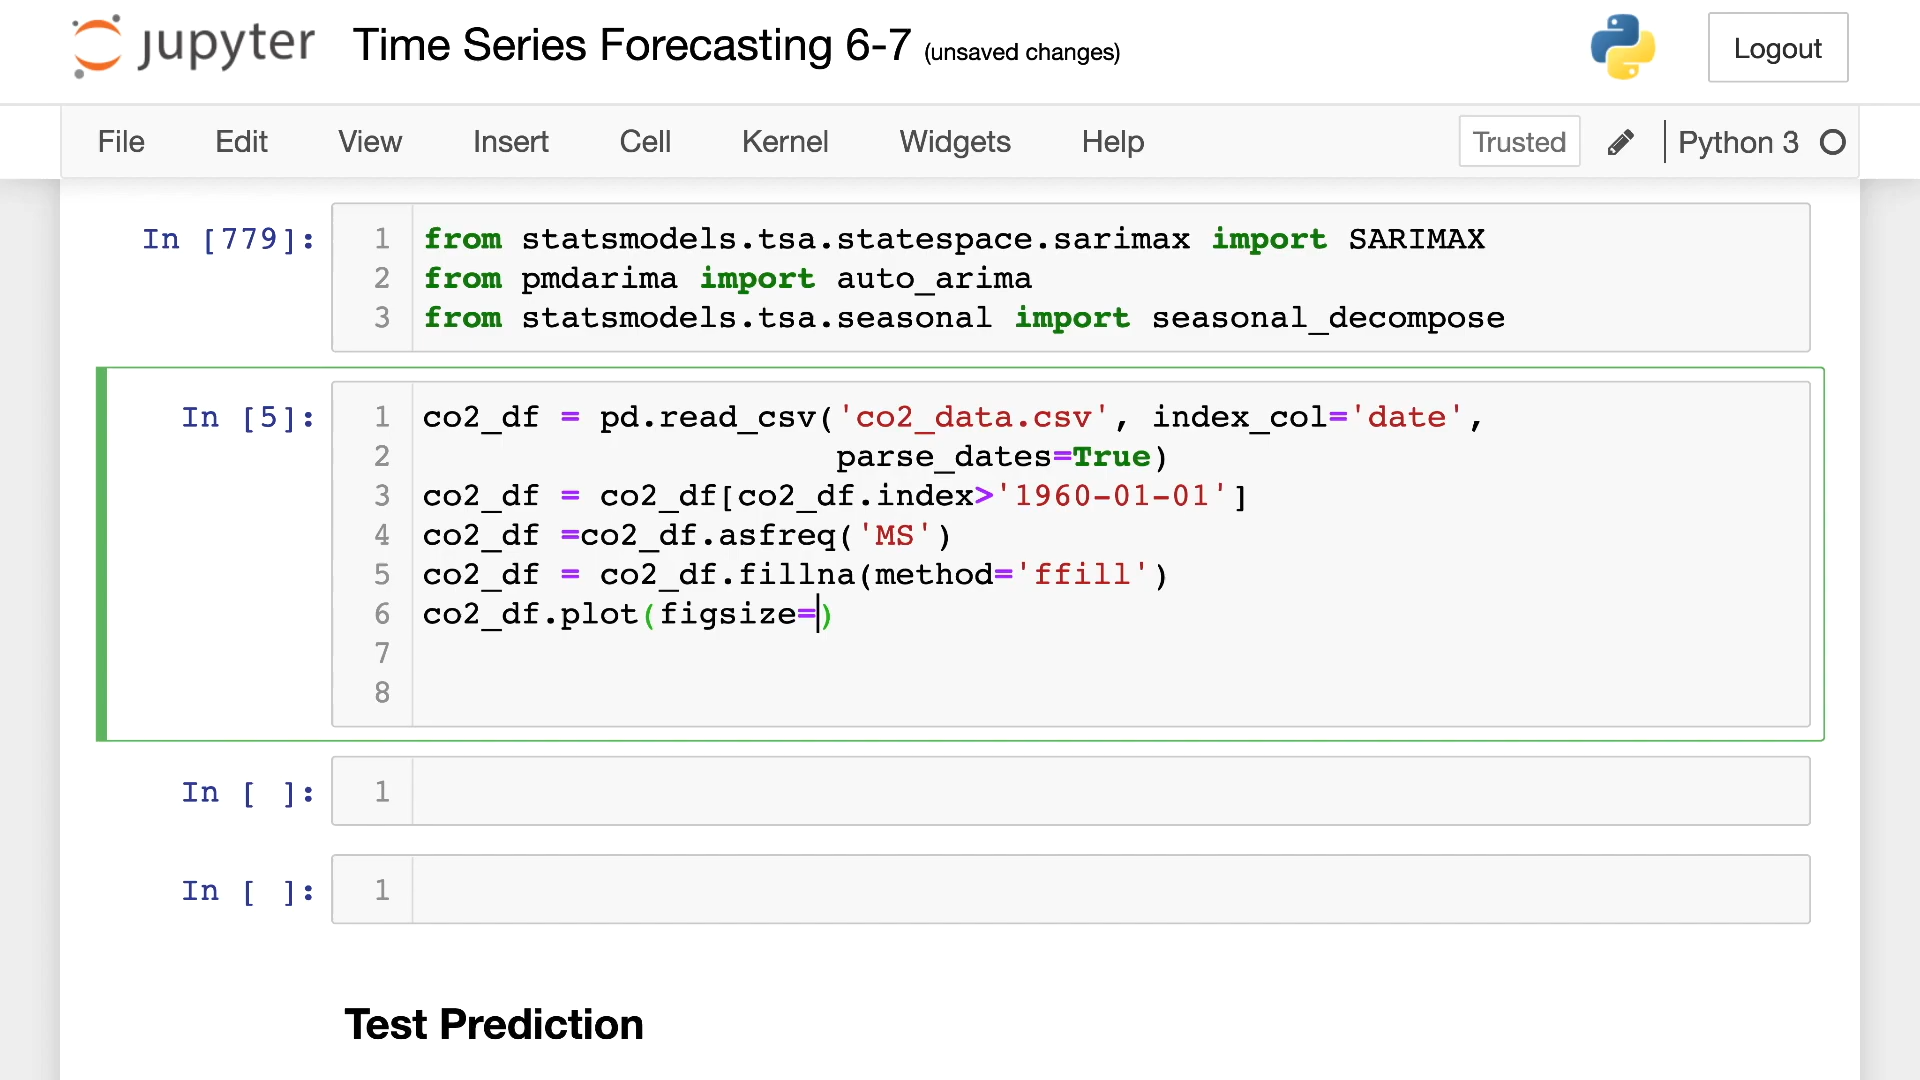 jupyter Time Series Forecasting 6-7 (unsaved changes) Logout
File Edit View Insert Cell Kernel Widgets Help Trusted Python 3
In [779]:
1 from statsmodels.tsa.statespace.sarimax import SARIMAX
2 from pmdarima import auto_arima
3 from statsmodels.tsa.seasonal import seasonal_decompose
In [5]:
1 co2_df = pd.read_csv('co2_data.csv', index_col='date',
2 parse_dates=True)
3 co2_df = co2_df[co2_df.index>'1960-01-01']
4 co2_df =co2_df.asfreq('MS')
5 co2_df = co2_df.fillna(method='ffill')
6 co2_df.plot(figsize=)
7
8
In [ ]: 1
In [ ]: 1
Test Prediction